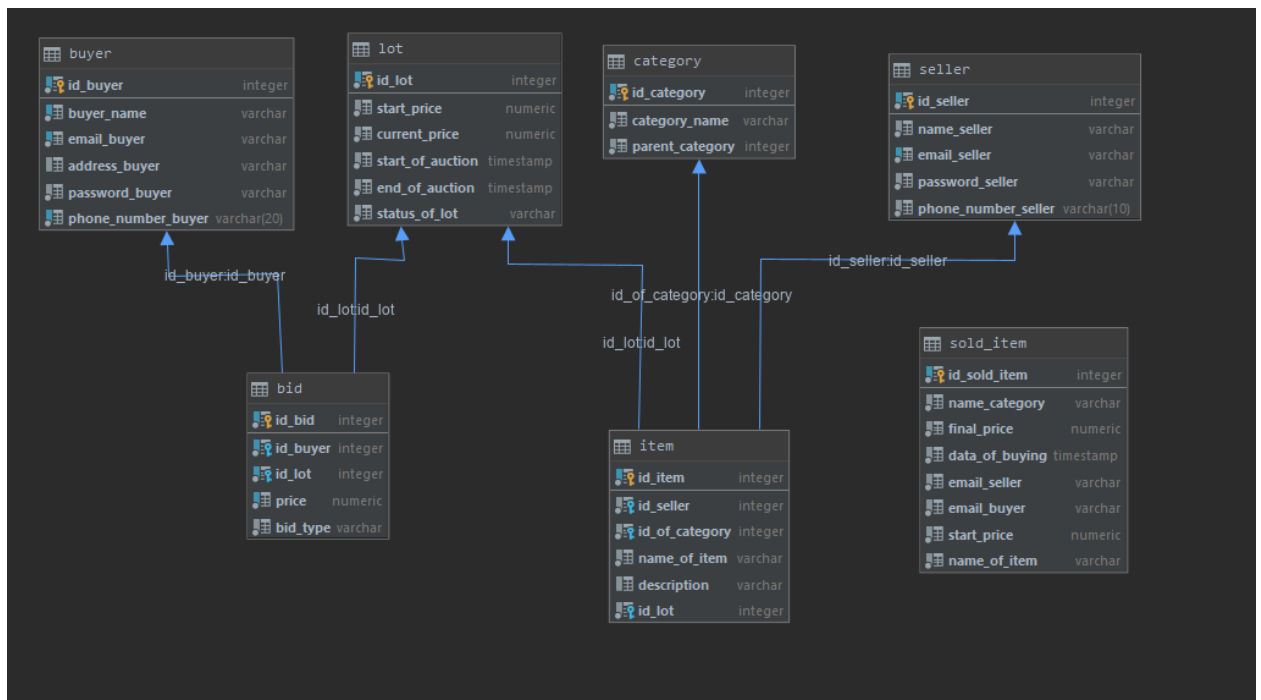 buyer
id_buyer integer
buyer_name varchar
email_buyer varchar
address_buyer varchar
password_buyer varchar
phone_number_buyer varchar(20)
lot
id_lot integer
start_price numeric
current_price numeric
start_of_auction timestamp
end_of_auction timestamp
status_of_lot varchar
category
id_category integer
category_name varchar
parent_category integer
seller
id_seller integer
name_seller varchar
email_seller varchar
password_seller varchar
phone_number_seller varchar(10)
id_buyer:id_buyer
id_lot:id_lot
id_of_category:id_category
id_lot:id_lot
id_seller:id_seller
bid
id_bid integer
id_buyer integer
id_lot integer
price numeric
bid_type varchar
item
id_item integer
id_seller integer
id_of_category integer
name_of_item varchar
description varchar
id_lot integer
sold_item
id_sold_item integer
name_category varchar
final_price numeric
data_of_buying timestamp
email_seller varchar
email_buyer varchar
start_price numeric
name_of_item varchar